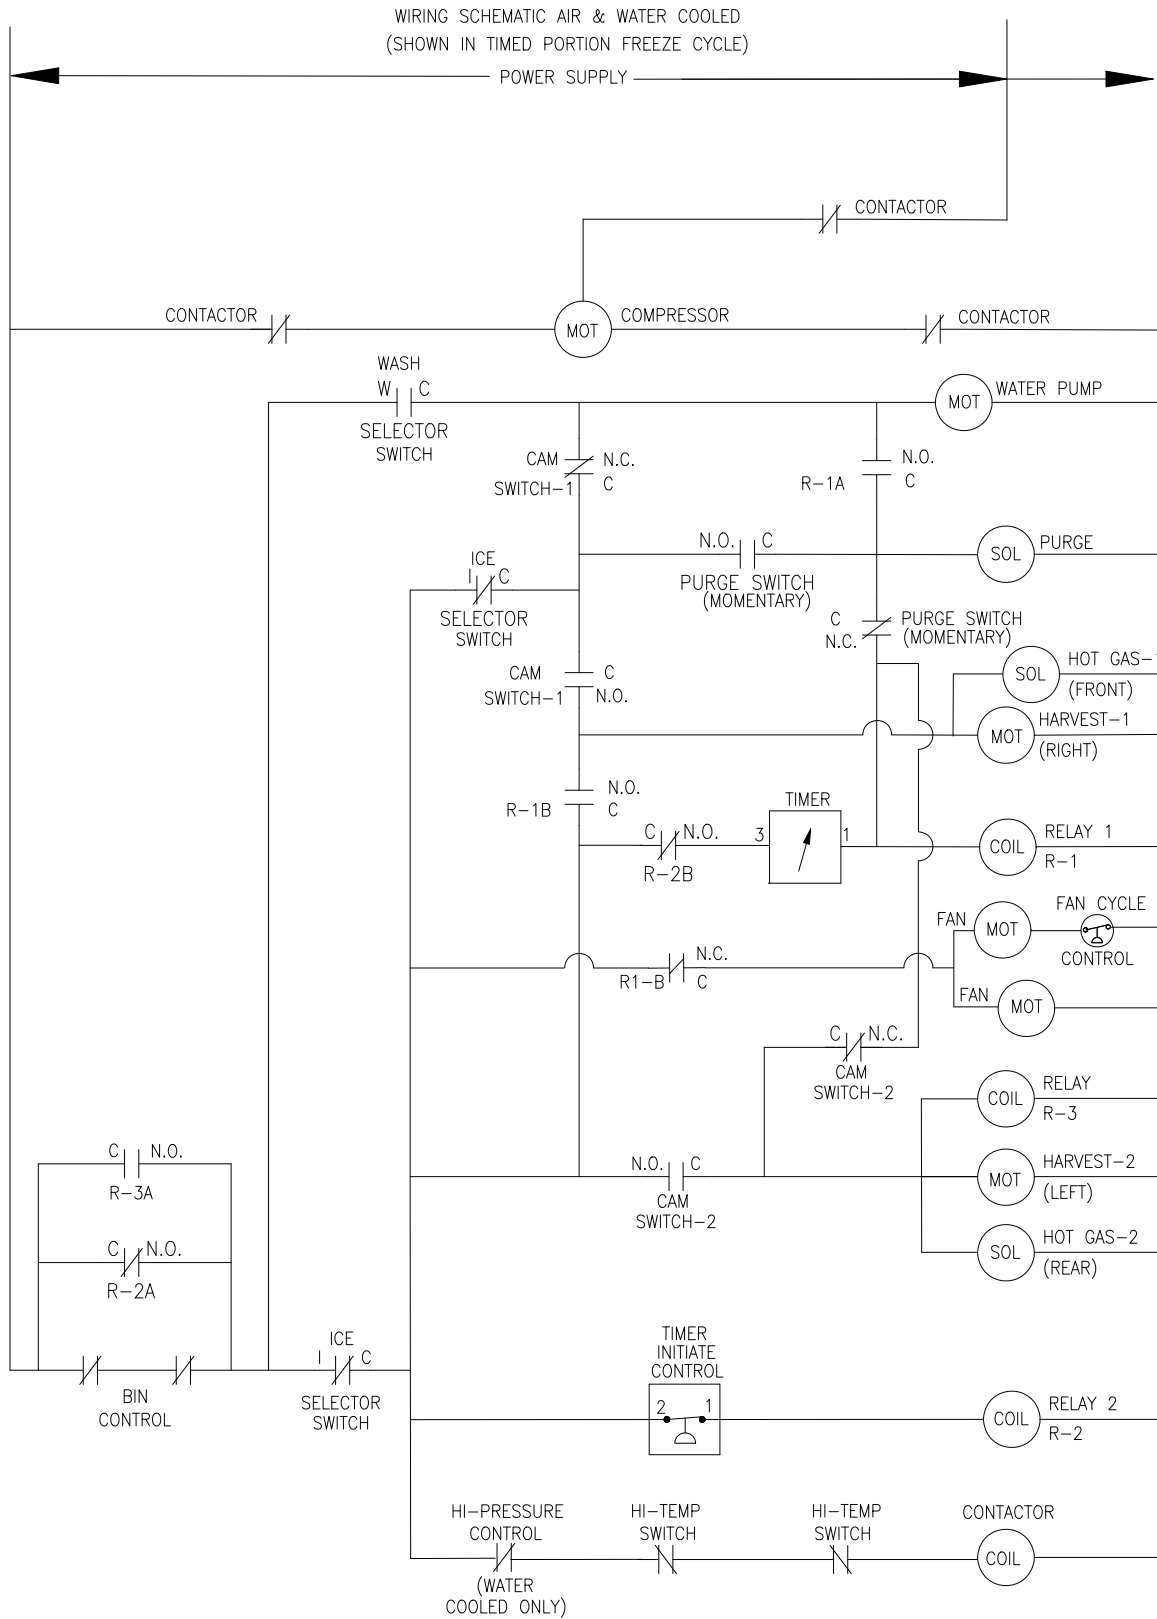 WIRING SCHEMATIC AIR & WATER COOLED
(SHOWN IN TIMED PORTION FREEZE CYCLE)
POWER SUPPLY
CONTACTOR
CONTACTOR
MOT
COMPRESSOR
CONTACTOR
WASH
W C
SELECTOR
SWITCH
MOT
WATER PUMP
CAM
SWITCH-1
N.C.
C
R-1A
N.O.
C
N.O. C
PURGE SWITCH
(MOMENTARY)
SOL
PURGE
ICE
I C
SELECTOR
SWITCH
C
N.C.
PURGE SWITCH
(MOMENTARY)
CAM
SWITCH-1
C
N.O.
SOL
HOT GAS-1
(FRONT)
MOT
HARVEST-1
(RIGHT)
R-1B
N.O.
C
C N.O.
R-2B
TIMER
3 1
COIL
RELAY 1
R-1
FAN
MOT
FAN CYCLE
CONTROL
R1-B
N.C.
C
FAN
MOT
C N.C.
CAM
SWITCH-2
COIL
RELAY
R-3
C N.O.
R-3A
N.O. C
CAM
SWITCH-2
MOT
HARVEST-2
(LEFT)
C N.O.
R-2A
SOL
HOT GAS-2
(REAR)
BIN
CONTROL
ICE
I C
SELECTOR
SWITCH
TIMER
INITIATE
CONTROL
2 1
COIL
RELAY 2
R-2
HI-PRESSURE
CONTROL
(WATER
COOLED ONLY)
HI-TEMP
SWITCH
HI-TEMP
SWITCH
CONTACTOR
COIL